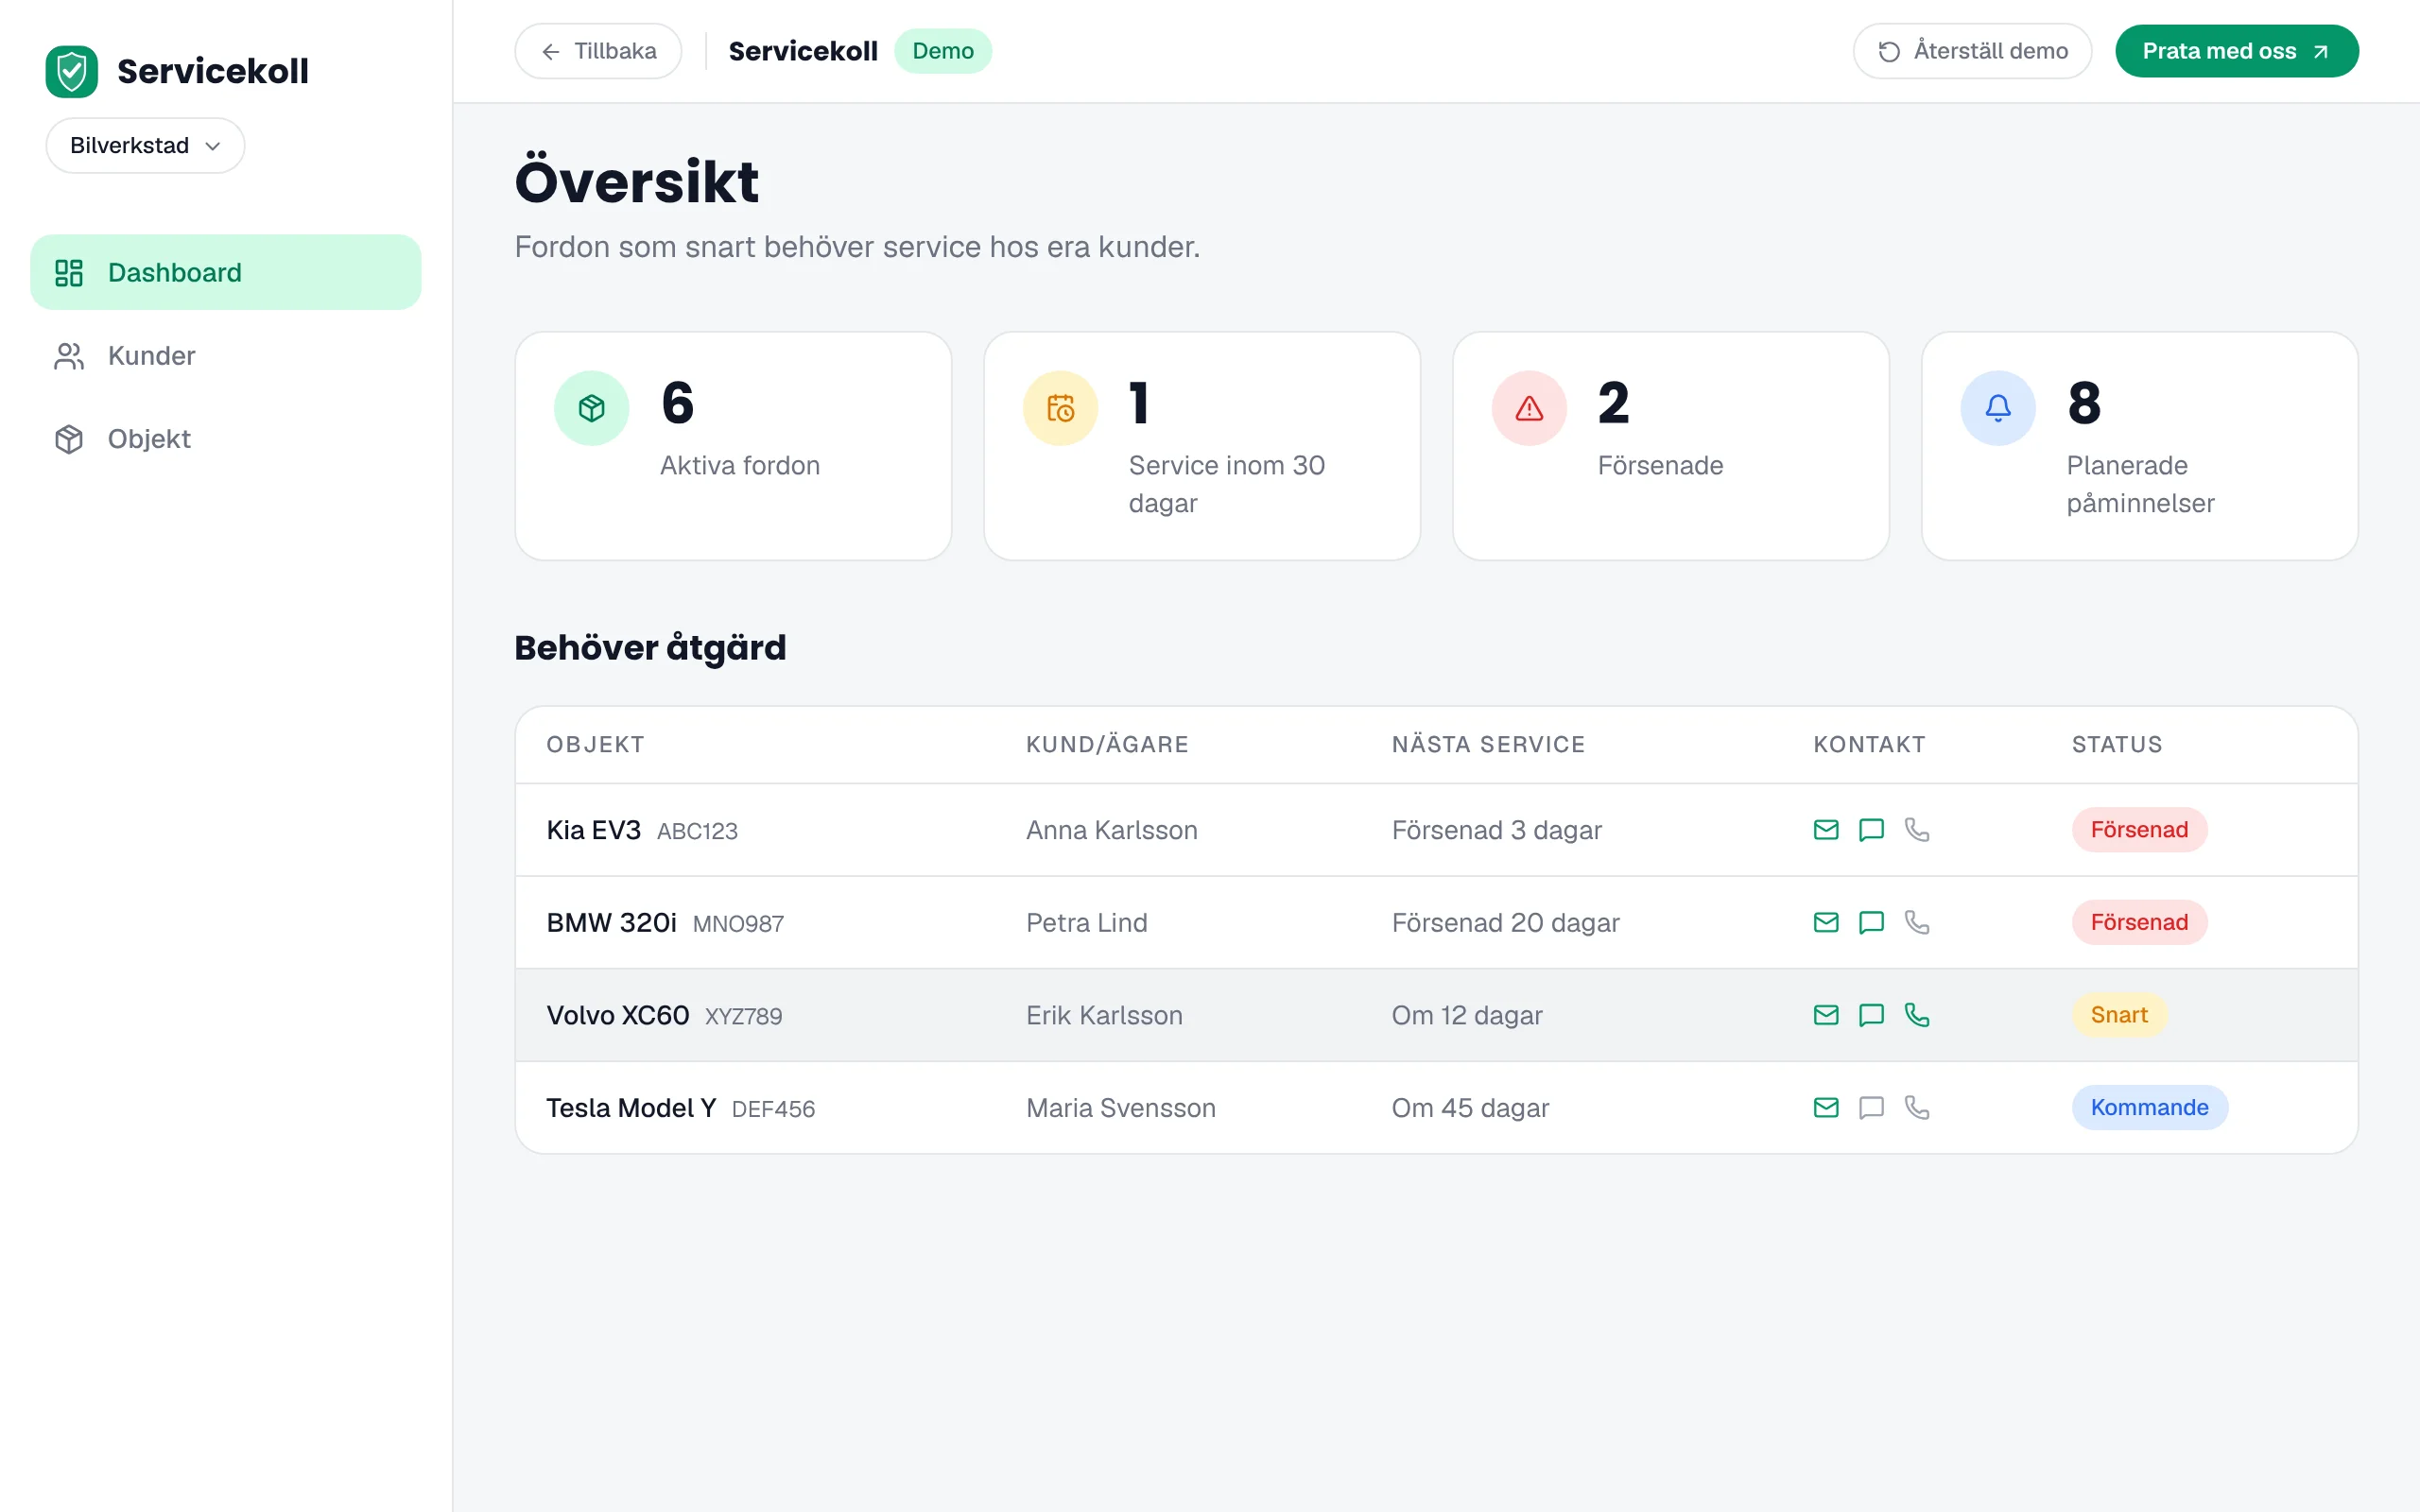 Servicekoll
Bilverkstad
Dashboard
Kunder
Objekt
Tillbaka
Servicekoll Demo
Återställ demo
Prata med oss
Översikt
Fordon som snart behöver service hos era kunder.
6
Aktiva fordon
1
Service inom 30
dagar
2
Försenade
8
Planerade
påminnelser
Behöver åtgärd
OBJEKT KUND/ÄGARE NÄSTA SERVICE KONTAKT STATUS
Kia EV3 ABC123 Anna Karlsson Försenad 3 dagar Försenad
BMW 320i MNO987 Petra Lind Försenad 20 dagar Försenad
Volvo XC60 XYZ789 Erik Karlsson Om 12 dagar Snart
Tesla Model Y DEF456 Maria Svensson Om 45 dagar Kommande